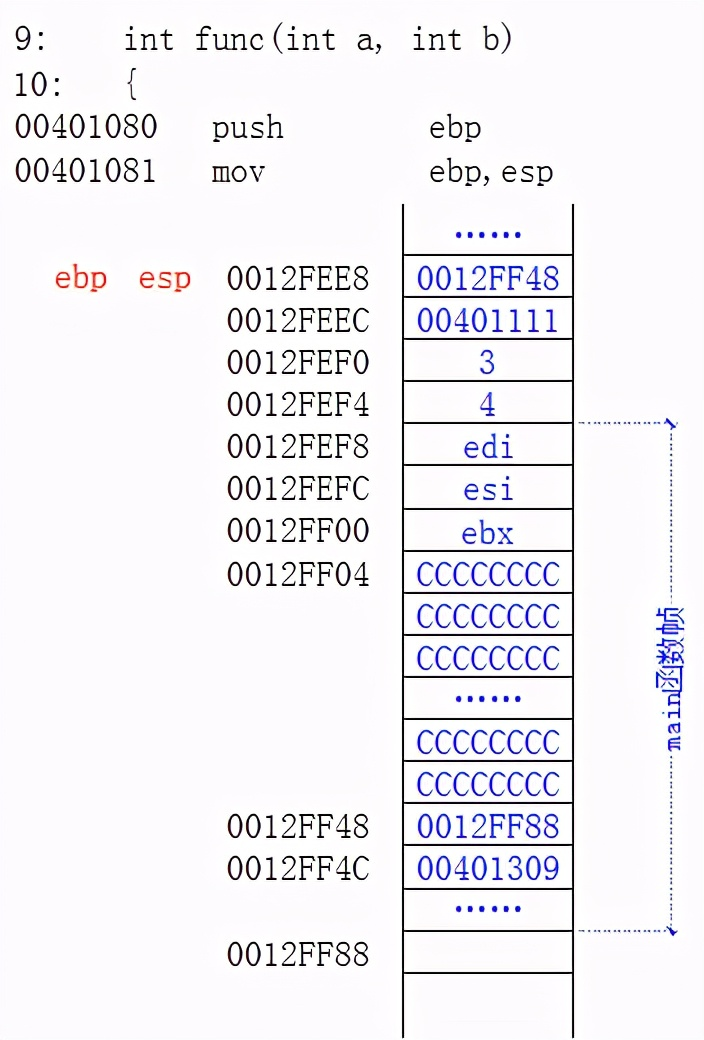 9: int func(int a, int b)
10: {
00401080 push ebp
00401081 mov ebp,esp
......
ebp esp 0012FEE8 0012FF48
0012FEEC 00401111
0012FEF0 3
0012FEF4 4
0012FEF8 edi
0012FEFC esi
0012FF00 ebx
0012FF04 CCCCCCCC
CCCCCCCC
CCCCCCCC
......
CCCCCCCC
CCCCCCCC
0012FF48 0012FF88
0012FF4C 00401309
......
0012FF88
main函数帧